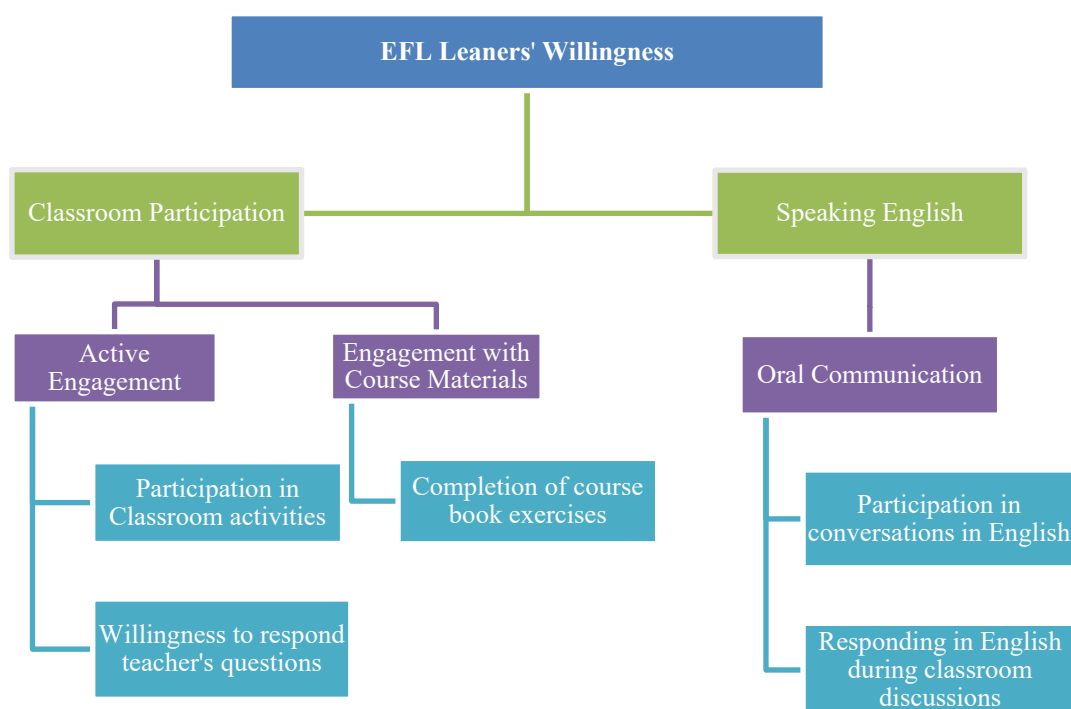 EFL Leaners' Willingness
Classroom Participation
Speaking English
Active
Engagement
Engagement with
Course Materials
Oral Communication
Participation in
Classroom activities
Completion of course
book exercises
Participation in
conversations in English
Willingness to respond
teacher's questions
Responding in English
during classroom
discussions